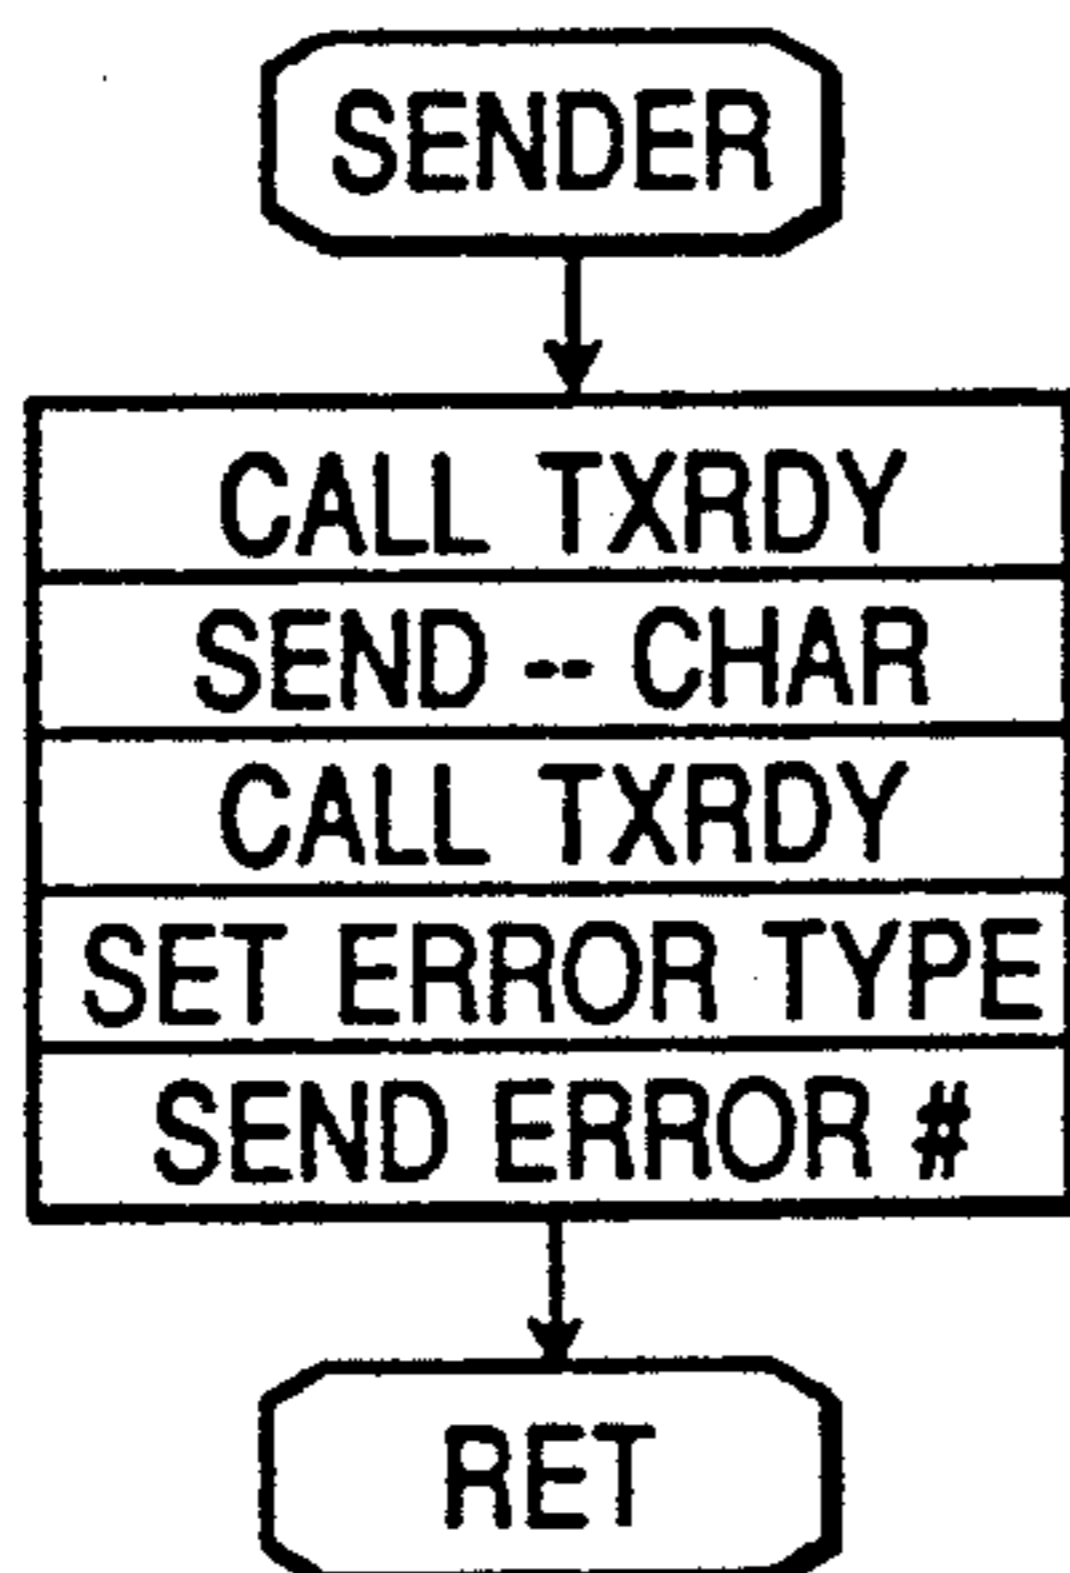 SENDER
CALL TXRDY
SEND -- CHAR
CALL TXRDY
SET ERROR TYPE
SEND ERROR #
RET